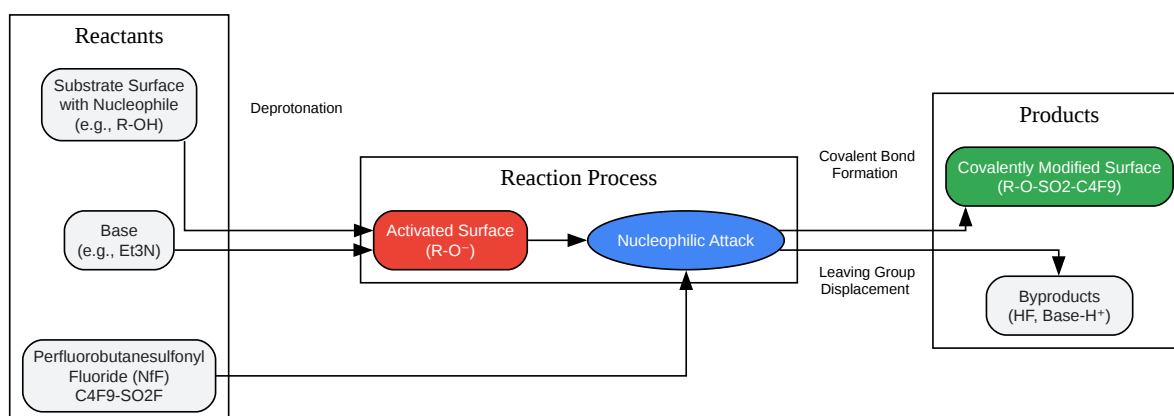 Reactants
Substrate Surface
with Nucleophile
(e.g., R-OH)
Base
(e.g., Et3N)
Perfluorobutanesulfonyl
Fluoride (NfF)
C4F9-SO2F
Deprotonation
Reaction Process
Activated Surface
(R-O⁻)
Nucleophilic Attack
Covalent Bond
Formation
Leaving Group
Displacement
Products
Covalently Modified Surface
(R-O-SO2-C4F9)
Byproducts
(HF, Base-H⁺)